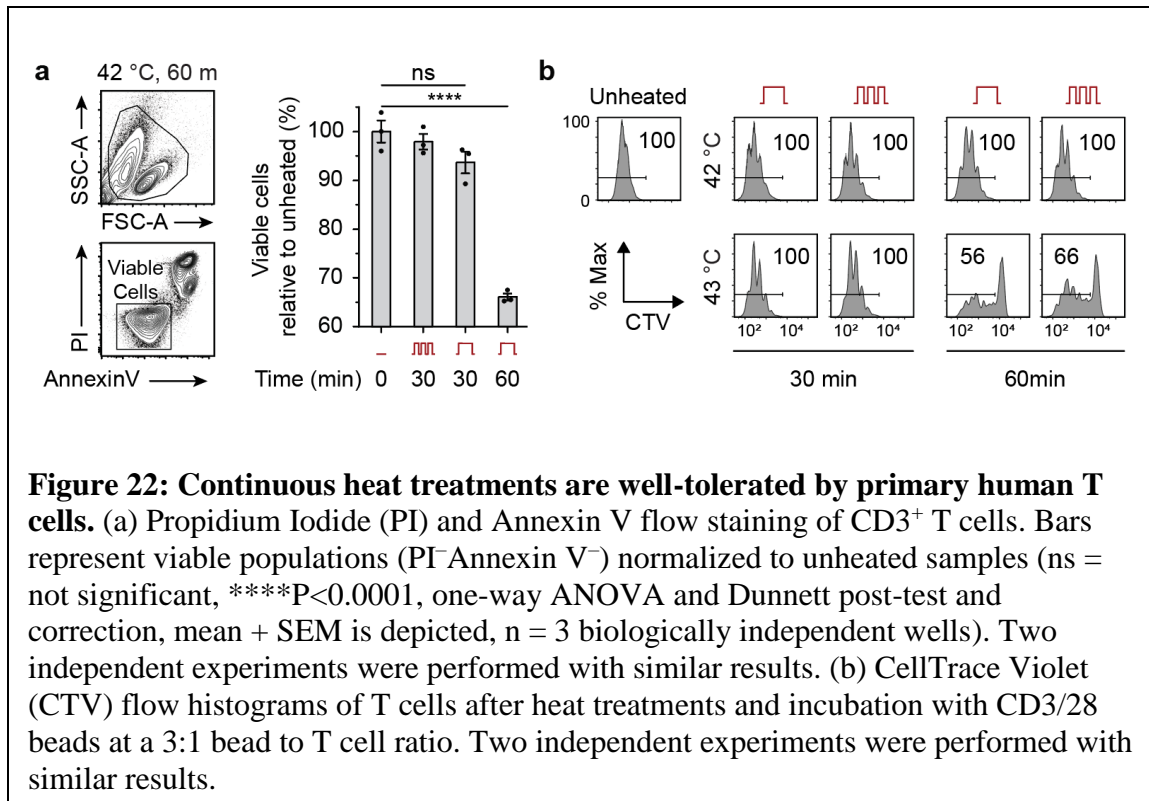 a
42 °C, 60 m
SSC-A
FSC-A
PI
Viable
Cells
AnnexinV
Viable cells
relative to unheated (%)
100
90
80
70
60
ns
****
Time (min) 0 30 30 60
b
Unheated
100
0
% Max
CTV
42 °C
100 100 100 100
43 °C
100 100 56 66
10² 10⁴ 10² 10⁴ 10² 10⁴ 10² 10⁴
30 min 60min
Figure 22: Continuous heat treatments are well-tolerated by primary human T
cells. (a) Propidium Iodide (PI) and Annexin V flow staining of CD3⁺ T cells. Bars
represent viable populations (PI⁻Annexin V⁻) normalized to unheated samples (ns =
not significant, ****P<0.0001, one-way ANOVA and Dunnett post-test and
correction, mean + SEM is depicted, n = 3 biologically independent wells). Two
independent experiments were performed with similar results. (b) CellTrace Violet
(CTV) flow histograms of T cells after heat treatments and incubation with CD3/28
beads at a 3:1 bead to T cell ratio. Two independent experiments were performed with
similar results.